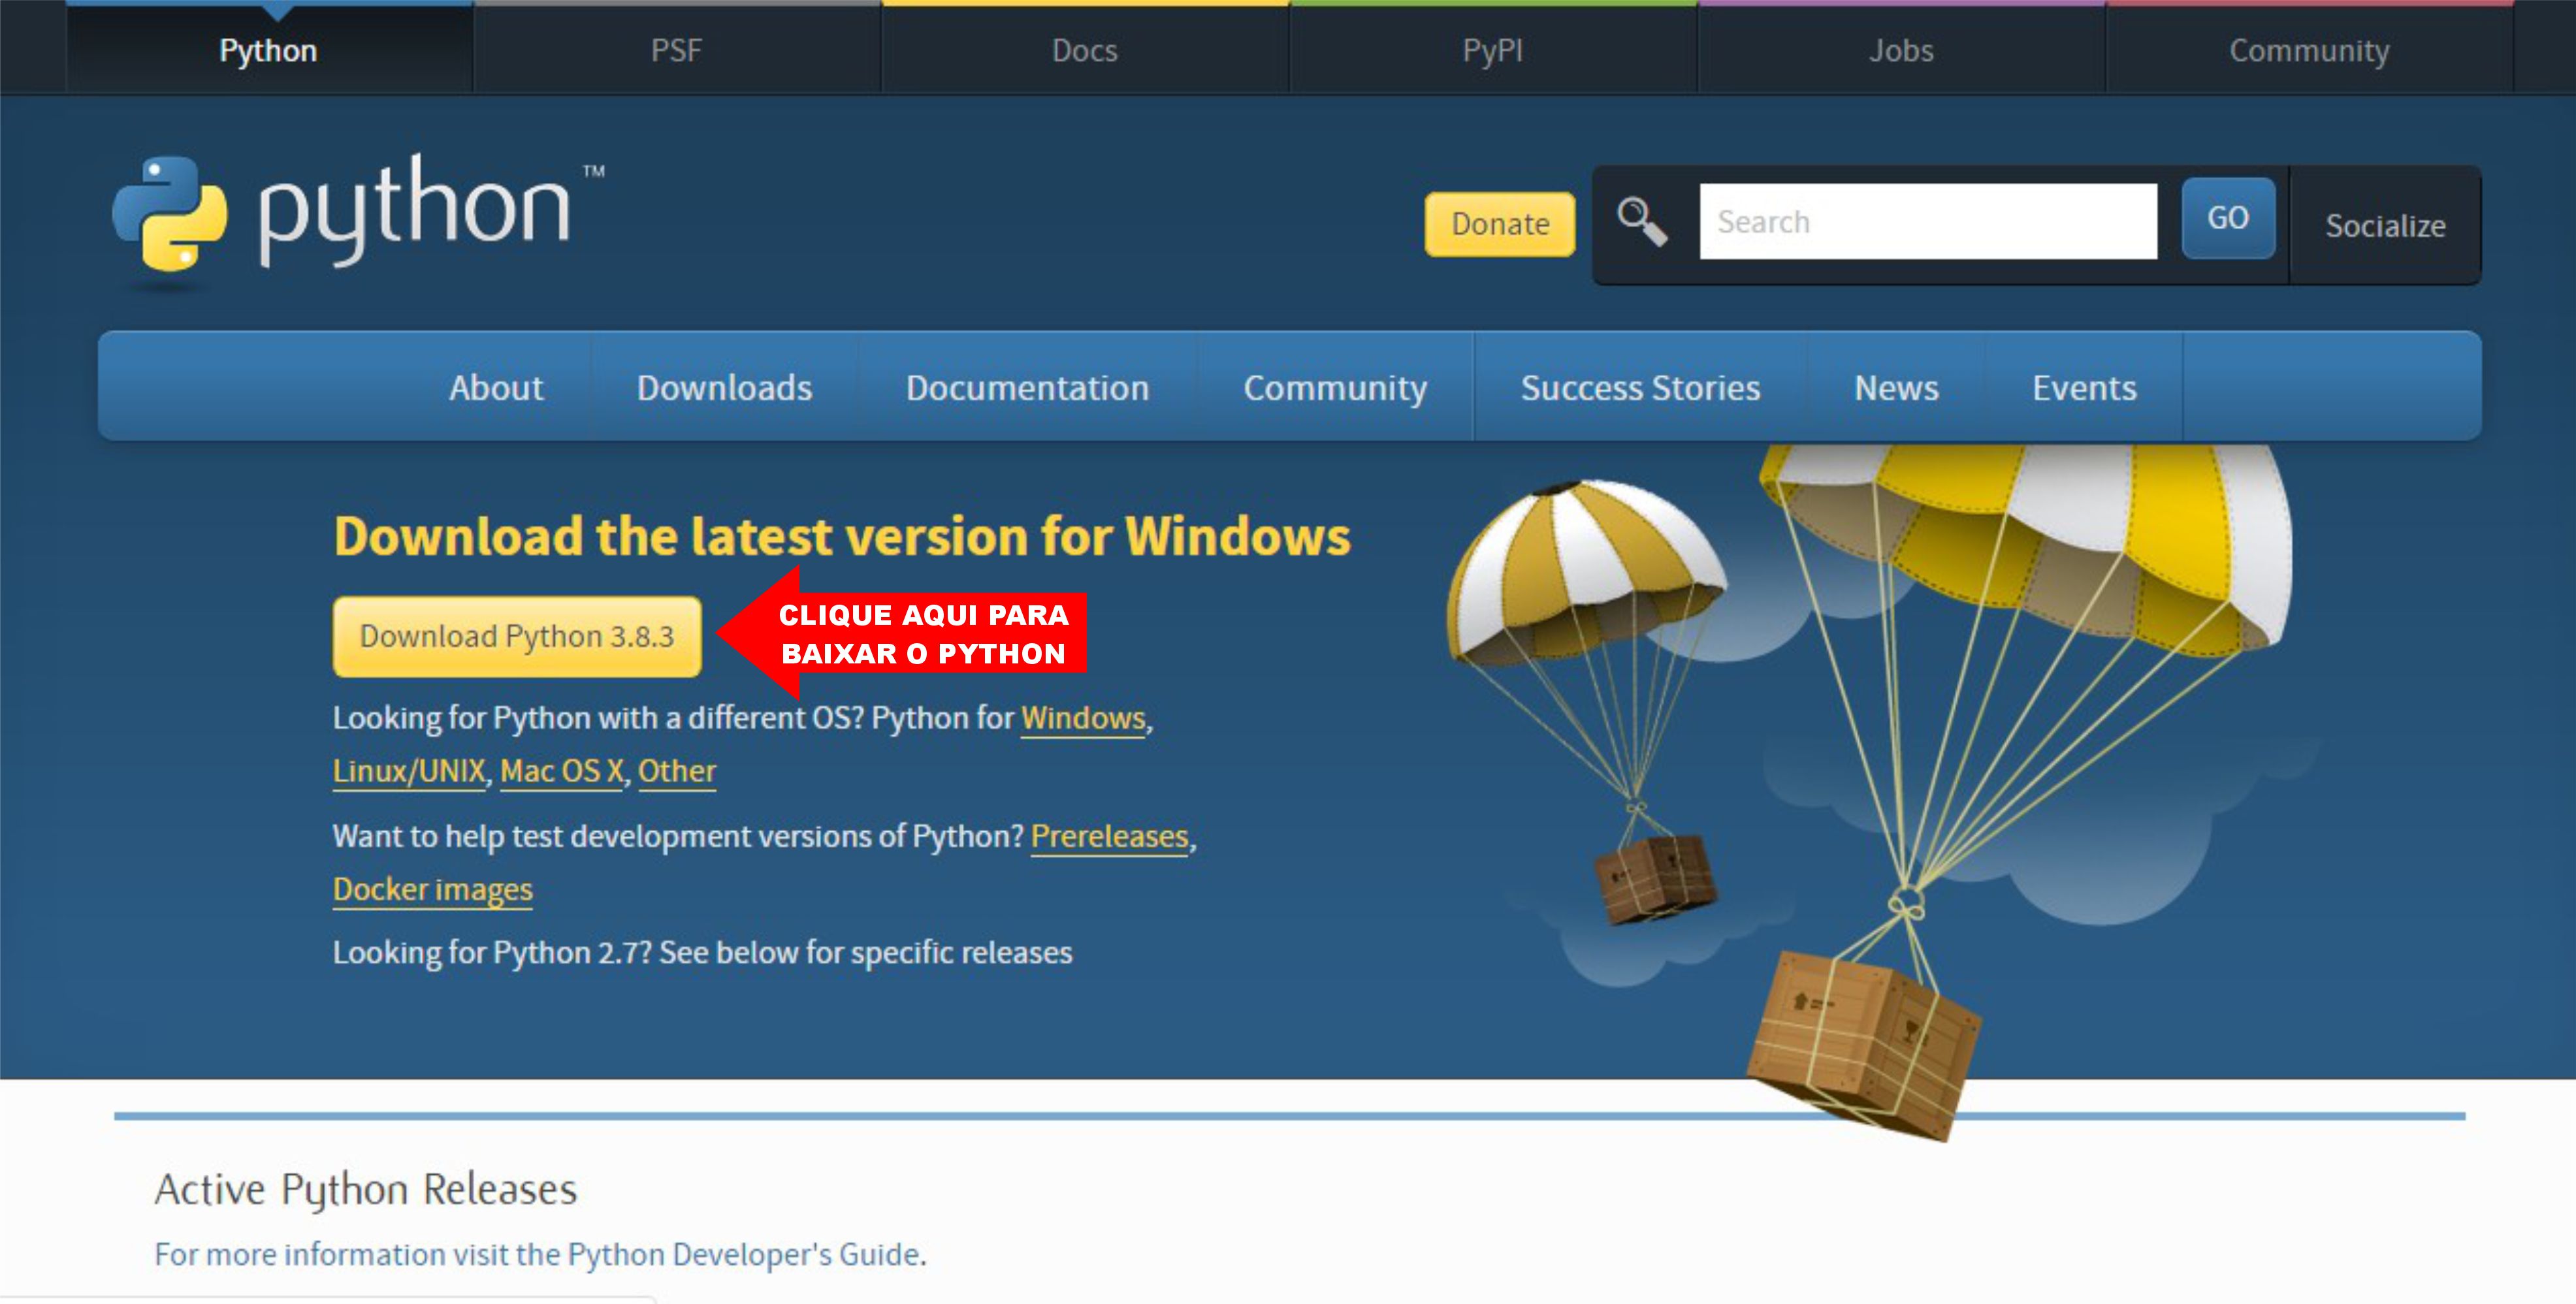 Python
PSF
Docs
PyPI
Jobs
Community
python™
Donate
Search
GO
Socialize
About
Downloads
Documentation
Community
Success Stories
News
Events
Download the latest version for Windows
Download Python 3.8.3
CLIQUE AQUI PARA
BAIXAR O PYTHON
Looking for Python with a different OS? Python for Windows,
Linux/UNIX, Mac OS X, Other
Want to help test development versions of Python? Prereleases,
Docker images
Looking for Python 2.7? See below for specific releases
Active Python Releases
For more information visit the Python Developer's Guide.